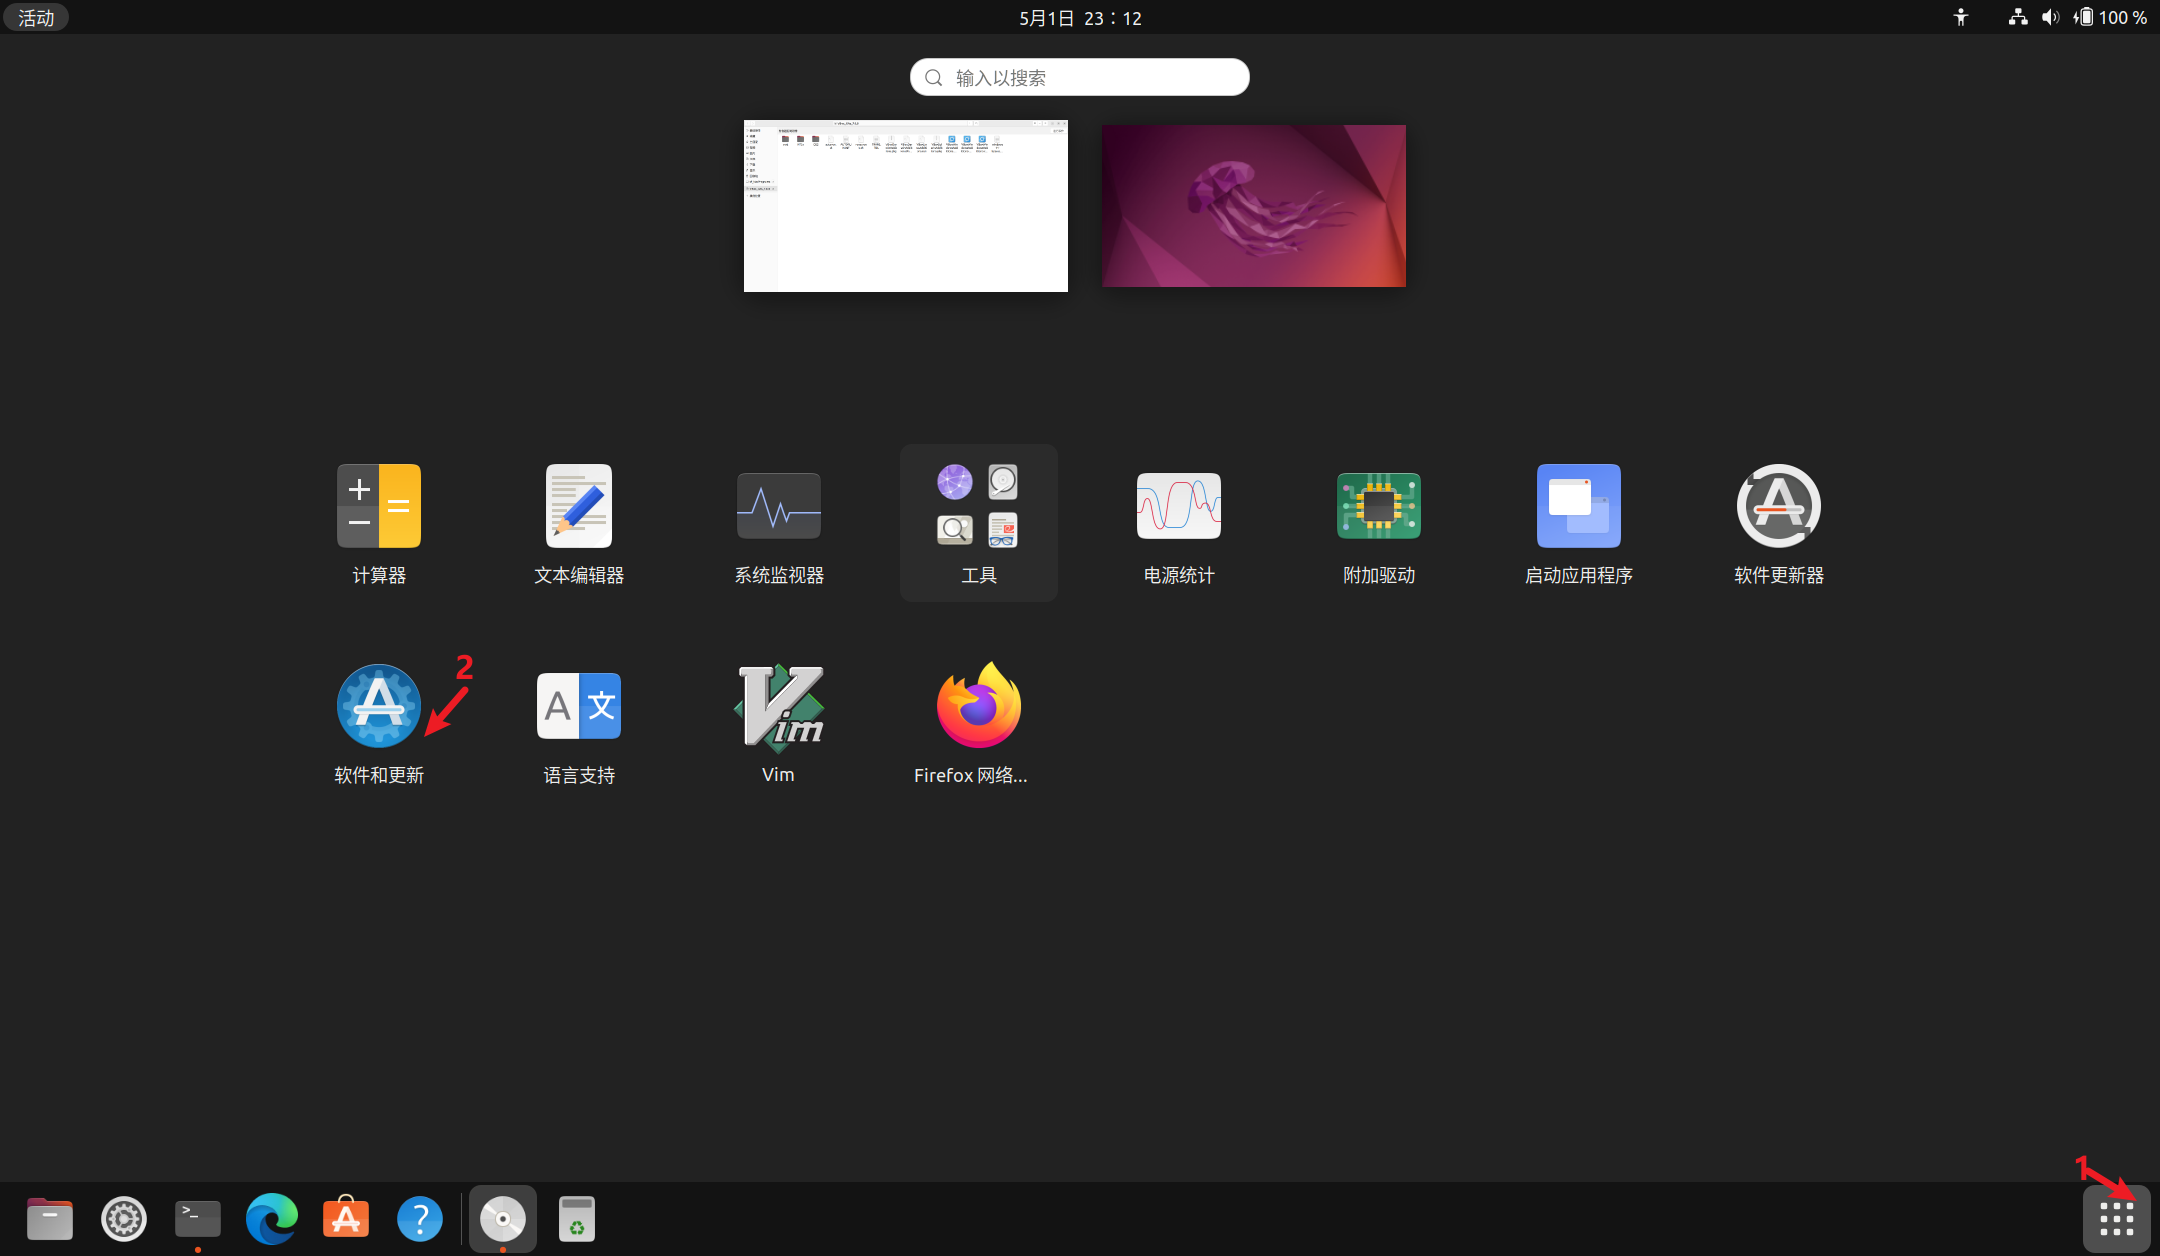 活动
5月1日 23：12
100 %
输入以搜索
计算器
文本编辑器
系统监视器
工具
电源统计
附加驱动
启动应用程序
软件更新器
2
软件和更新
语言支持
Vim
Firefox 网络...
1